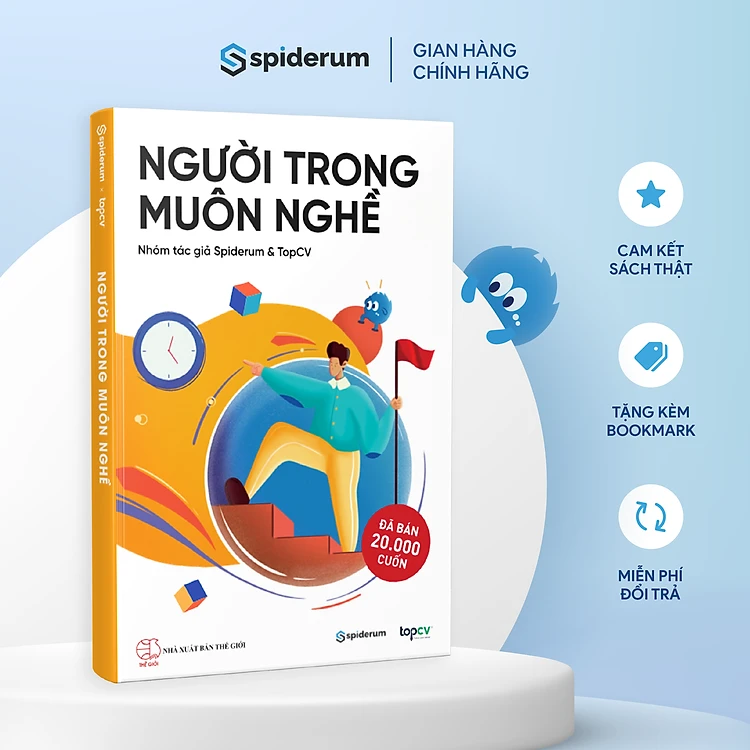 spiderum
GIAN HÀNG
CHÍNH HÃNG
spiderum × topcv
NGƯỜI TRONG MUÔN NGHỀ
NGƯỜI TRONG
MUÔN NGHỀ
Nhóm tác giả Spiderum & TopCV
ĐÃ BÁN
20.000
CUỐN
THẾ GIỚI
NHÀ XUẤT BẢN THẾ GIỚI
spiderum
topcv
CAM KẾT
SÁCH THẬT
TẶNG KÈM
BOOKMARK
MIỄN PHÍ
ĐỔI TRẢ